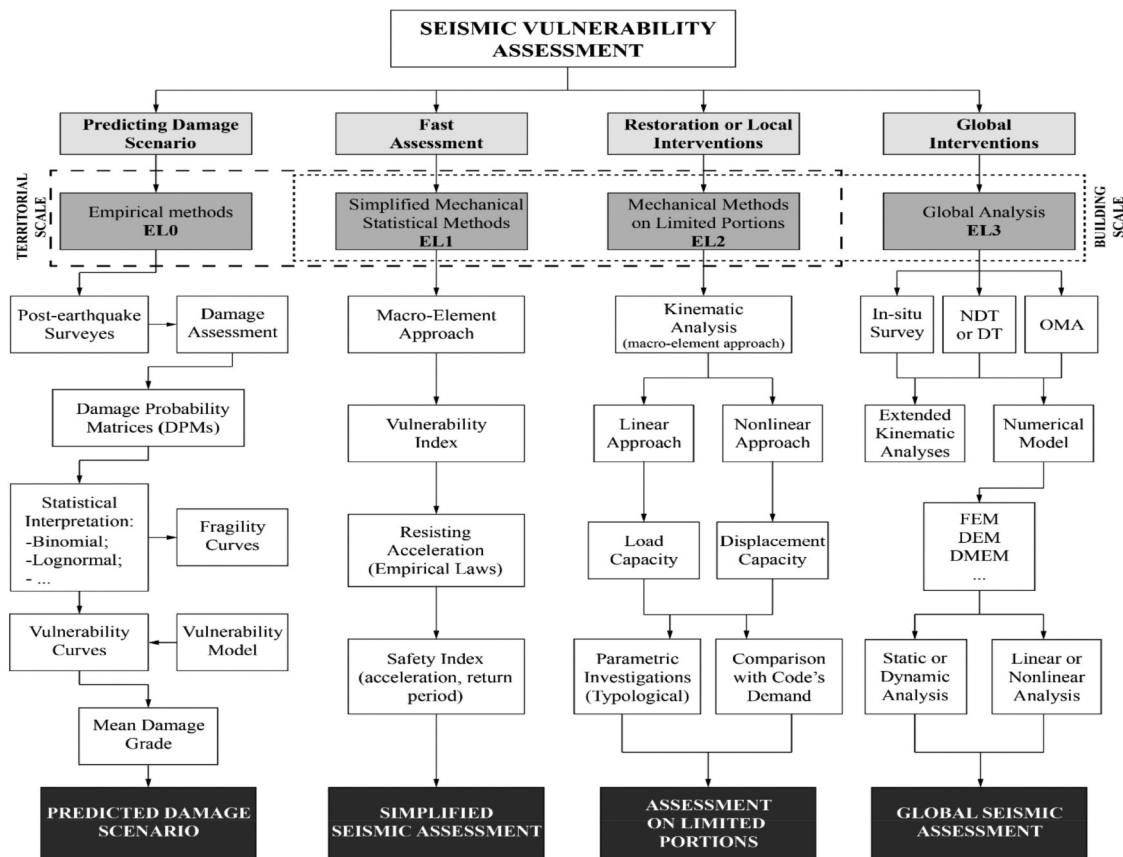 SEISMIC VULNERABILITY
ASSESSMENT
Predicting Damage
Scenario
Fast
Assessment
Restoration or Local
Interventions
Global
Interventions
TERRITORIAL
SCALE
Empirical methods
EL0
Simplified Mechanical
Statistical Methods
EL1
Mechanical Methods
on Limited Portions
EL2
Global Analysis
EL3
BUILDING
SCALE
Post-earthquake
Surveyes
Damage
Assessment
Macro-Element
Approach
Kinematic
Analysis
(macro-element approach)
In-situ
Survey
NDT
or DT
OMA
Damage Probability
Matrices (DPMs)
Vulnerability
Index
Linear
Approach
Nonlinear
Approach
Extended
Kinematic
Analyses
Numerical
Model
Statistical
Interpretation:
-Binomial;
-Lognormal;
- ...
Fragility
Curves
Resisting
Acceleration
(Empirical Laws)
Load
Capacity
Displacement
Capacity
FEM
DEM
DMEM
...
Vulnerability
Curves
Vulnerability
Model
Safety Index
(acceleration, return
period)
Parametric
Investigations
(Typological)
Comparison
with Code's
Demand
Static or
Dynamic
Analysis
Linear or
Nonlinear
Analysis
Mean Damage
Grade
PREDICTED DAMAGE
SCENARIO
SIMPLIFIED
SEISMIC ASSESSMENT
ASSESSMENT
ON LIMITED
PORTIONS
GLOBAL SEISMIC
ASSESSMENT